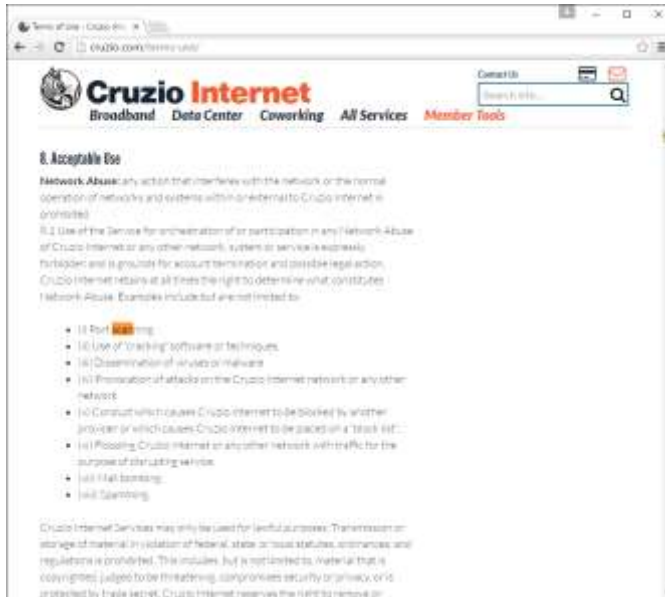 Terms of Use - Cruzio Int
cruzio.com/terms-used/
Contact Us
Cruzio Internet
Search site...
Broadband Data Center Coworking All Services Member Tools
8. Acceptable Use
Network Abuse: any action that interferes with the network or the normal
operation of networks and systems within or external to Cruzio Internet is
prohibited.
8.1 Use of the Service for orchestration of or participation in any Network Abuse
of Cruzio Internet or any other network, system or service is expressly
forbidden and is grounds for account termination and possible legal action.
Cruzio Internet retains at all times the right to determine what constitutes
Network Abuse. Examples include but are not limited to:
(i) Port scanning
(ii) Use of "cracking" software or techniques
(iii) Dissemination of viruses or malware
(iv) Provocation of attacks on the Cruzio Internet network or any other
network
(v) Conduct which causes Cruzio Internet to be blocked by another
provider or which causes Cruzio Internet to be placed on a "block list".
(vi) Flooding Cruzio Internet or any other network with traffic for the
purpose of disrupting service
(vii) Mail bombing
(viii) Spamming
Cruzio Internet Services may only be used for lawful purposes. Transmission or
storage of material in violation of federal, state or local statutes, ordinances, and
regulations is prohibited. This includes, but is not limited to, material that is
copyrighted, judged to be threatening, compromises security or privacy, or is
protected by trade secret. Cruzio Internet reserves the right to remove or